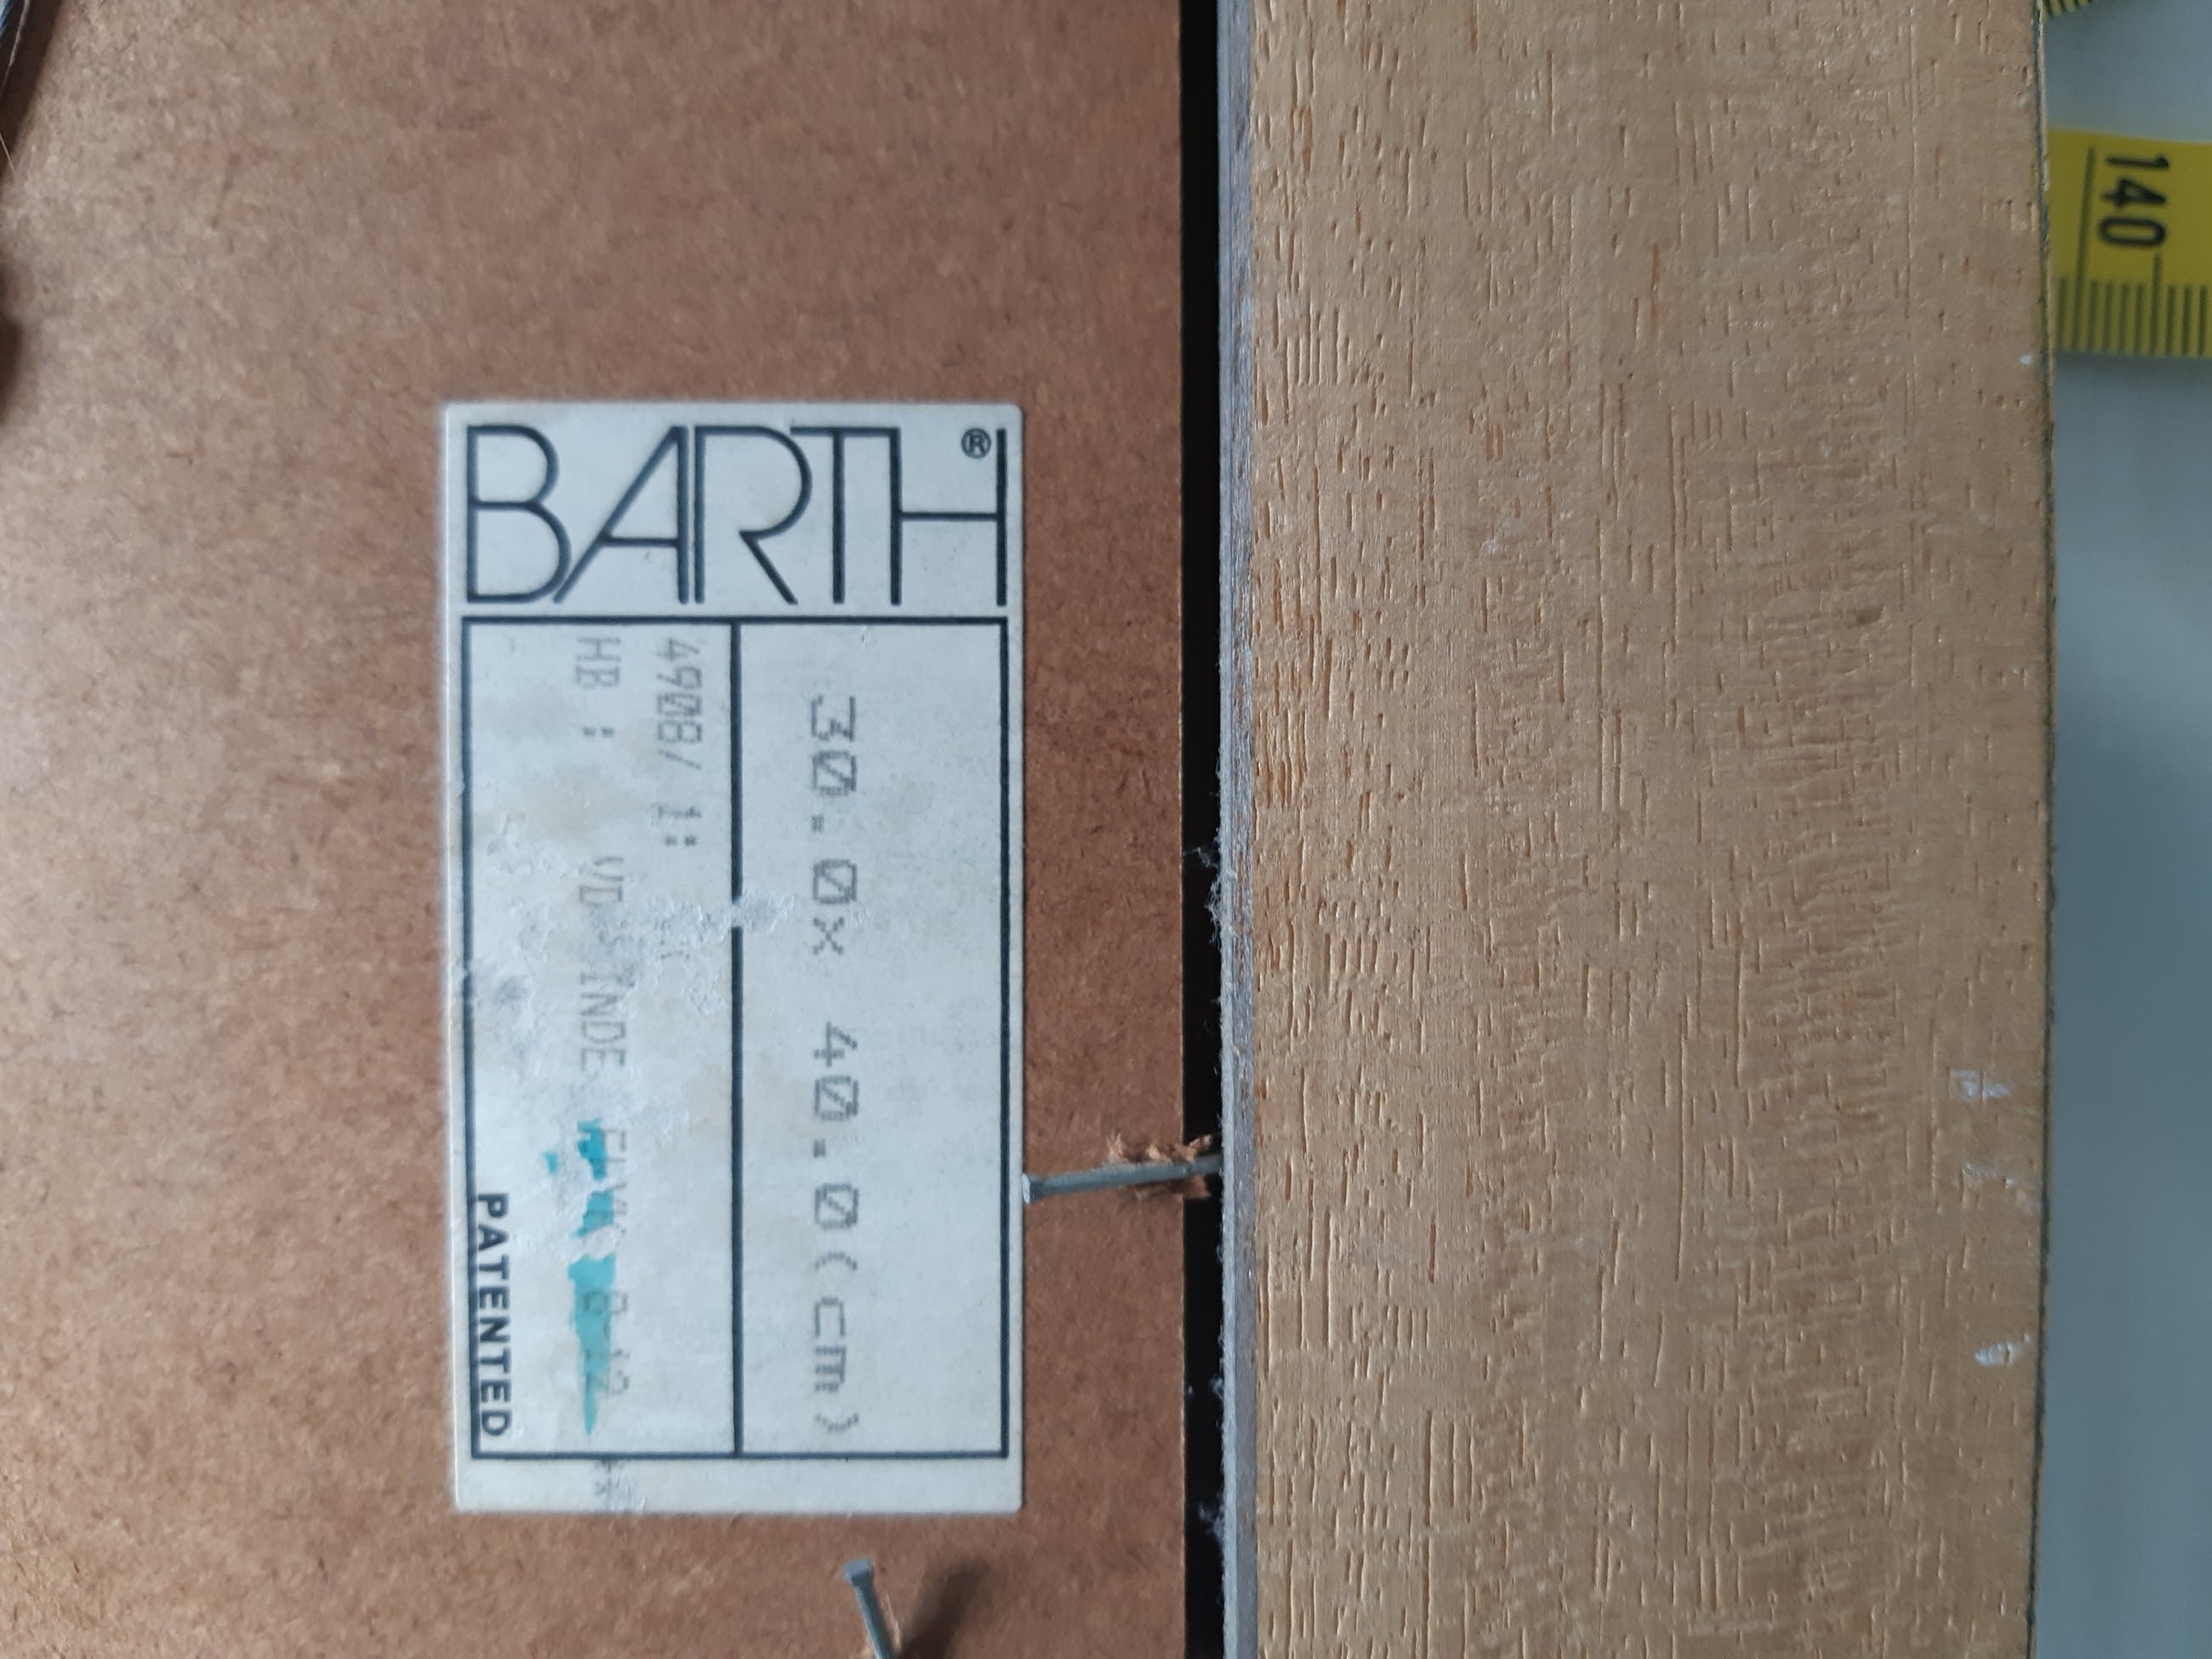 BARTH®
30.0x 40.0(cm)
4908/ 1:
HB :
PATENTED
140